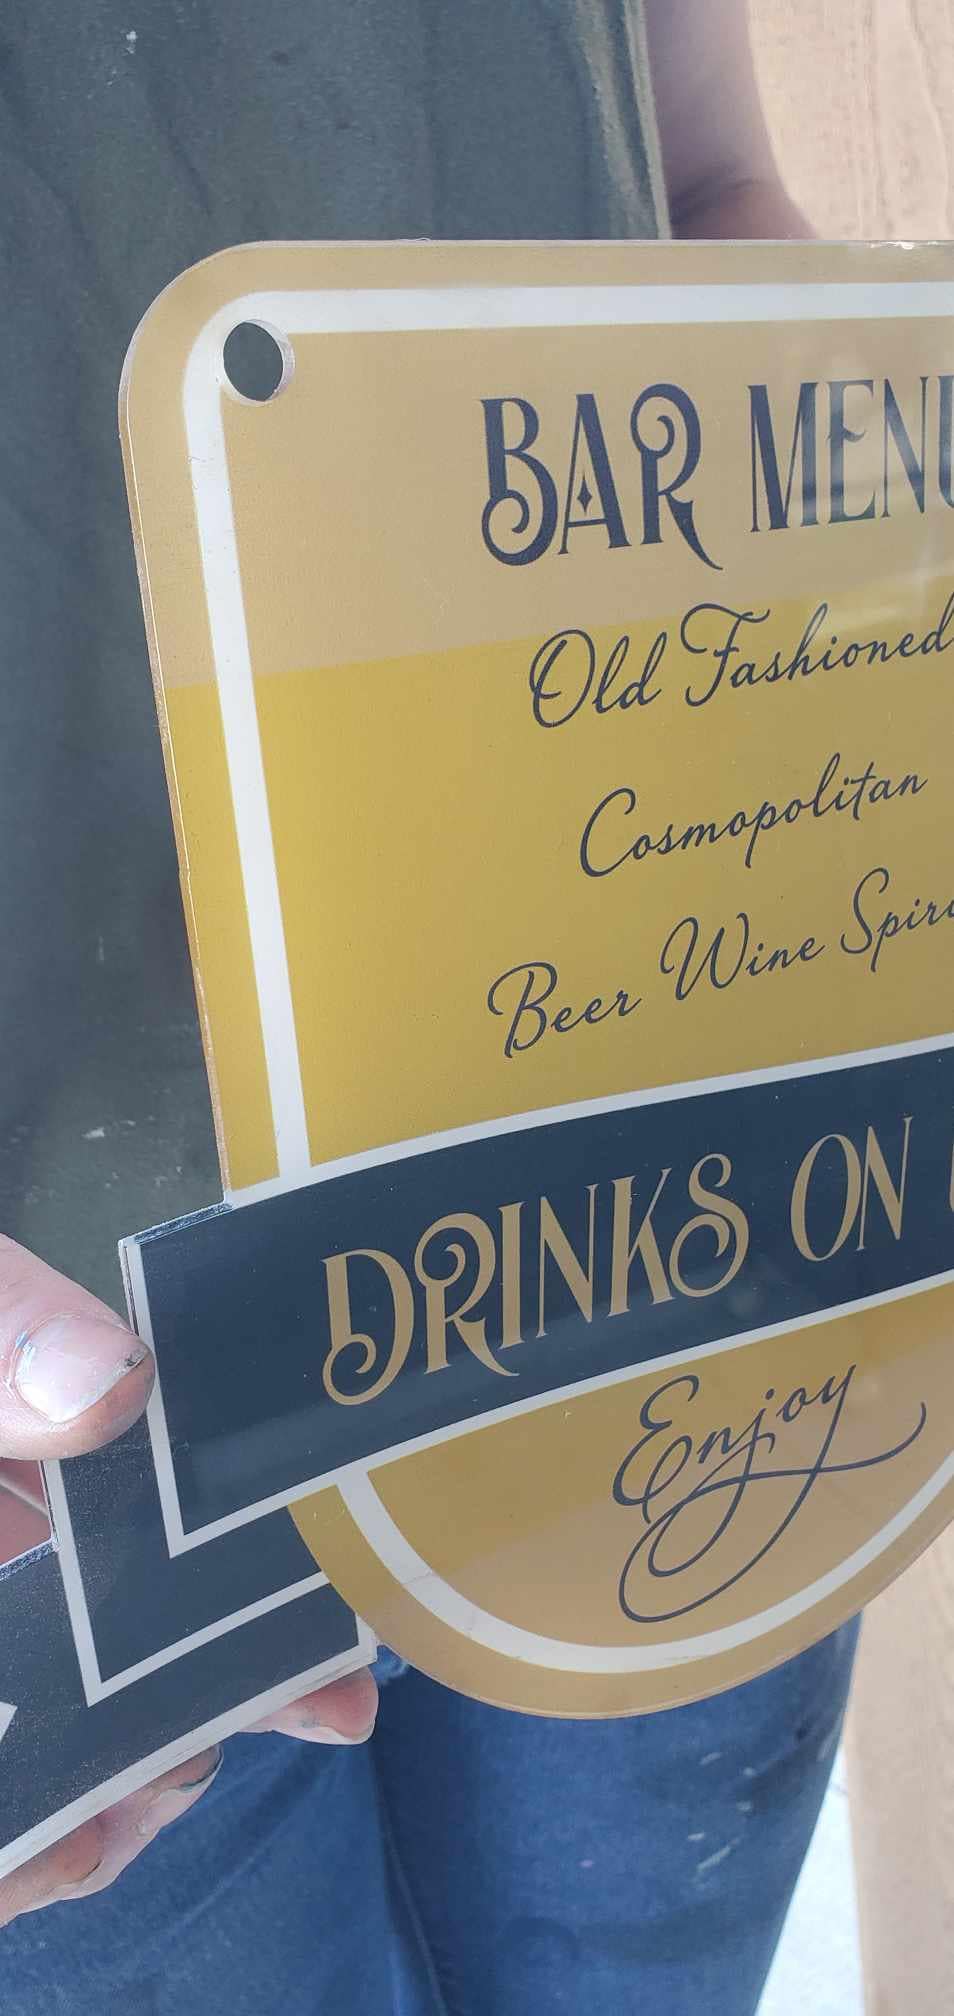 BAR MENU
Old Fashioned
Cosmopolitan
Beer Wine
DRINKS ON
Enjoy